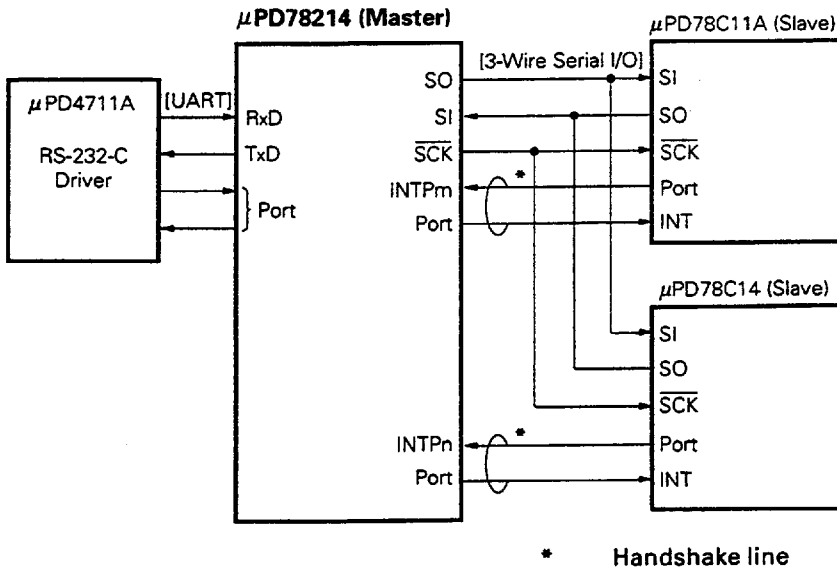 μPD78214 (Master)
μPD78C11A (Slave)
[3-Wire Serial I/O]
μPD4711A
RS-232-C
Driver
[UART]
RxD
TxD
Port
SO
SI
SCK
INTPm
Port
*
SI
SO
SCK
Port
INT
μPD78C14 (Slave)
SI
SO
SCK
Port
INT
INTPn
Port
*
* Handshake line